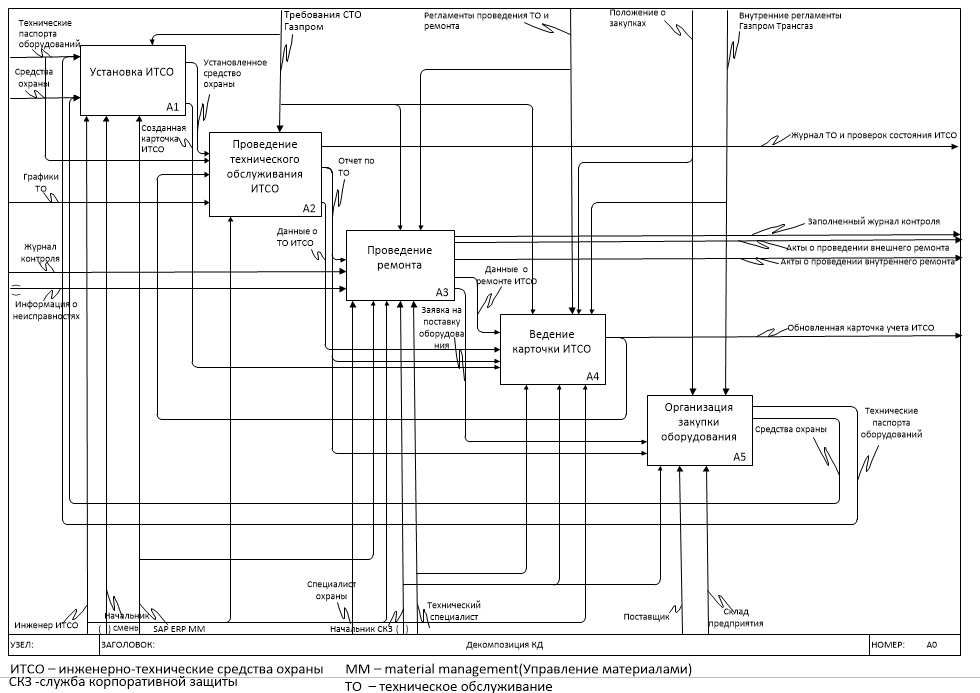 Технические
паспорта
оборудований
Требования СТО
Газпром
Регламенты проведения ТО и
ремонта
Положение о
закупках
Внутренние регламенты
Газпром Трансгаз
Средства
охраны
Установка ИТСО
A1
Установленное
средство
охраны
Созданная
карточка
ИТСО
Проведение
технического
обслуживания
ИТСО
A2
Отчет по
ТО
Журнал ТО и проверок состояния ИТСО
Графики
ТО
Данные о
ТО ИТСО
Проведение
ремонта
A3
Заполненный журнал контроля
Акты о проведении внешнего ремонта
Акты о проведении внутреннего ремонта
Журнал
контроля
Информация о
неисправностях
Данные о
ремонте ИТСО
Заявка на
поставку
оборудова
ния
Ведение
карточки ИТСО
A4
Обновленная карточка учета ИТСО
Организация
закупки
оборудования
A5
Средства охраны
Технические
паспорта
оборудований
Инженер ИТСО
Начальник
смены
SAP ERP MM
Специалист
охраны
Начальник СКЗ
Технический
специалист
Поставщик
Склад
предприятия
УЗЕЛ:
ЗАГОЛОВОК:
Декомпозиция КД
НОМЕР:
A0
ИТСО – инженерно-технические средства охраны
ММ – material management(Управление материалами)
СКЗ -служба корпоративной защиты
ТО – техническое обслуживание